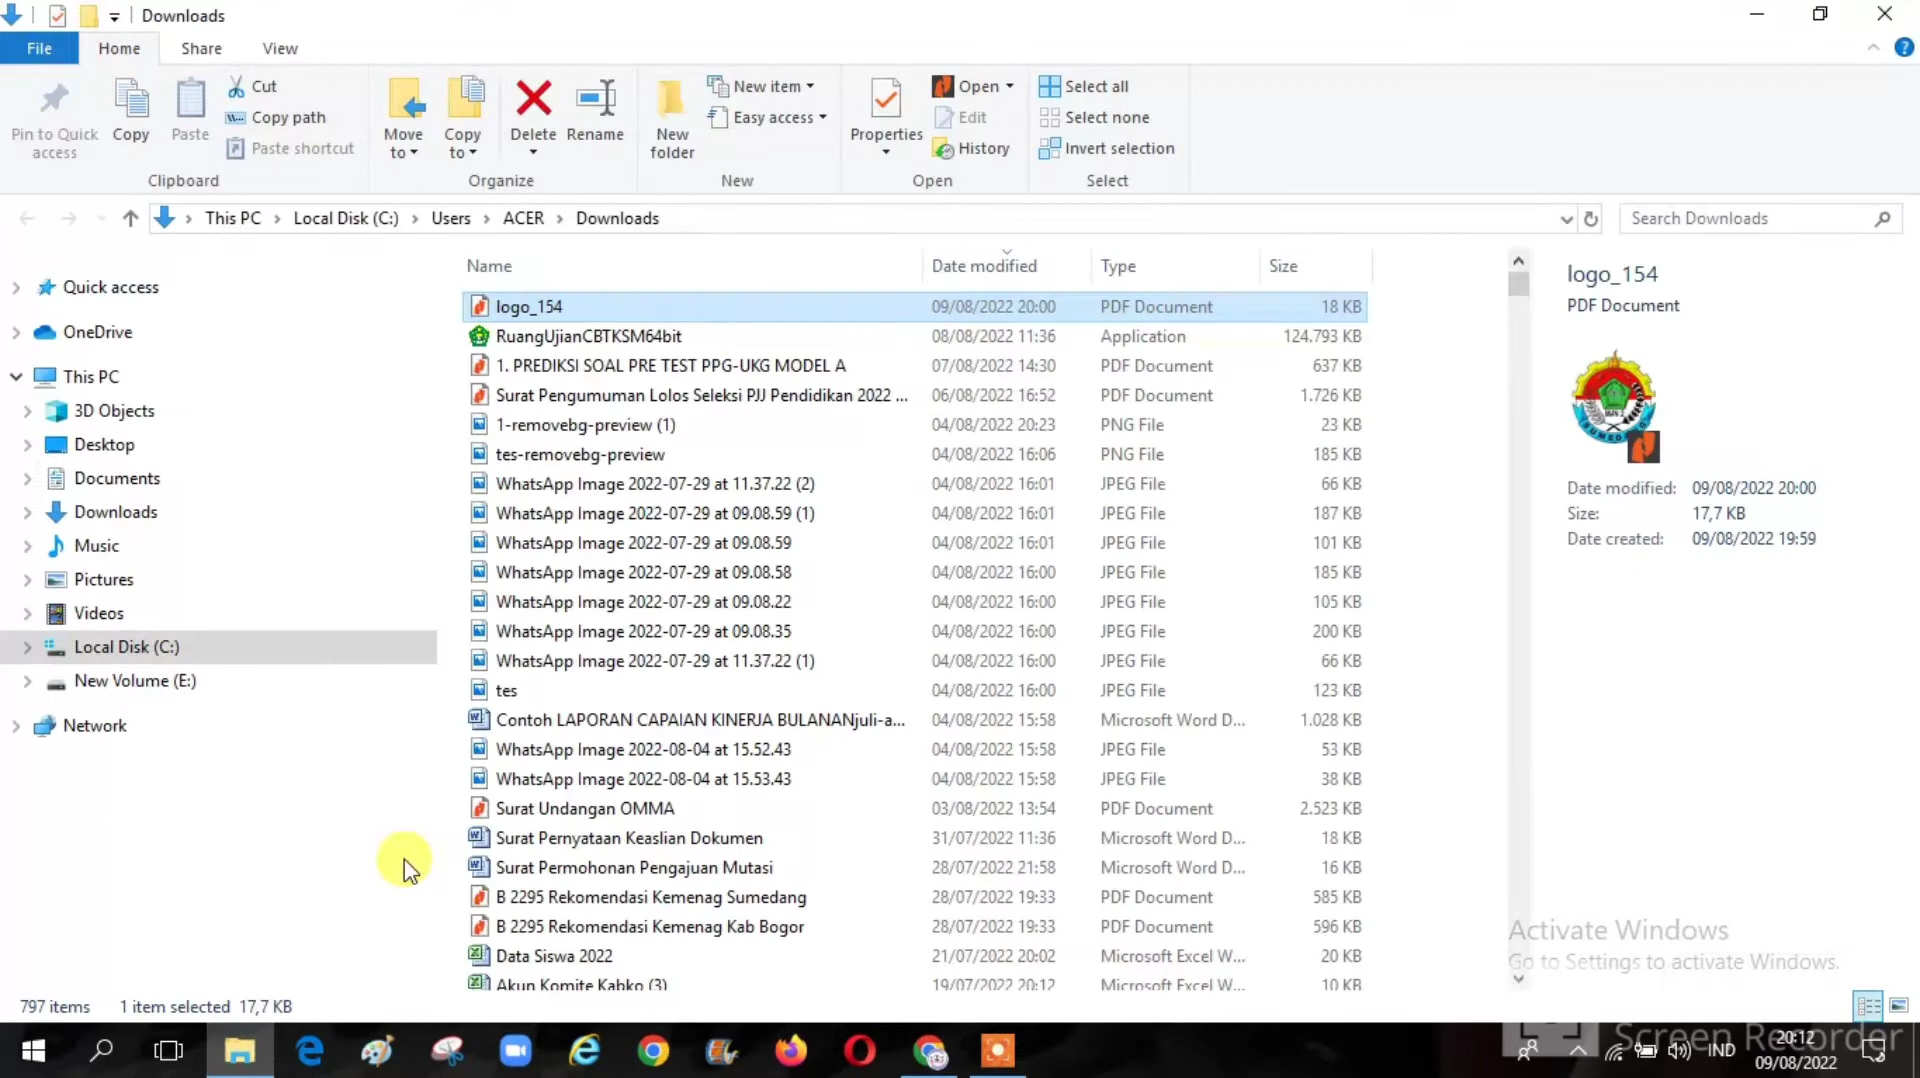 Downloads
File Home Share View
Pin to Quick access
Copy
Paste
Cut
Copy path
Paste shortcut
Clipboard
Move to
Copy to
Delete
Rename
Organize
New folder
New item
Easy access
New
Properties
Open
Edit
History
Open
Select all
Select none
Invert selection
Select
This PC > Local Disk (C:) > Users > ACER > Downloads
Search Downloads
Quick access
OneDrive
This PC
3D Objects
Desktop
Documents
Downloads
Music
Pictures
Videos
Local Disk (C:)
New Volume (E:)
Network
Name Date modified Type Size
logo_154 09/08/2022 20:00 PDF Document 18 KB
RuangUjianCBTKSM64bit 08/08/2022 11:36 Application 124.793 KB
1. PREDIKSI SOAL PRE TEST PPG-UKG MODEL A 07/08/2022 14:30 PDF Document 637 KB
Surat Pengumuman Lolos Seleksi PJJ Pendidikan 2022 ... 06/08/2022 16:52 PDF Document 1.726 KB
1-removebg-preview (1) 04/08/2022 20:23 PNG File 23 KB
tes-removebg-preview 04/08/2022 16:06 PNG File 185 KB
WhatsApp Image 2022-07-29 at 11.37.22 (2) 04/08/2022 16:01 JPEG File 66 KB
WhatsApp Image 2022-07-29 at 09.08.59 (1) 04/08/2022 16:01 JPEG File 187 KB
WhatsApp Image 2022-07-29 at 09.08.59 04/08/2022 16:01 JPEG File 101 KB
WhatsApp Image 2022-07-29 at 09.08.58 04/08/2022 16:00 JPEG File 185 KB
WhatsApp Image 2022-07-29 at 09.08.22 04/08/2022 16:00 JPEG File 105 KB
WhatsApp Image 2022-07-29 at 09.08.35 04/08/2022 16:00 JPEG File 200 KB
WhatsApp Image 2022-07-29 at 11.37.22 (1) 04/08/2022 16:00 JPEG File 66 KB
tes 04/08/2022 16:00 JPEG File 123 KB
Contoh LAPORAN CAPAIAN KINERJA BULANANjuli-a... 04/08/2022 15:58 Microsoft Word D... 1.028 KB
WhatsApp Image 2022-08-04 at 15.52.43 04/08/2022 15:58 JPEG File 53 KB
WhatsApp Image 2022-08-04 at 15.53.43 04/08/2022 15:58 JPEG File 38 KB
Surat Undangan OMMA 03/08/2022 13:54 PDF Document 2.523 KB
Surat Pernyataan Keaslian Dokumen 31/07/2022 11:36 Microsoft Word D... 18 KB
Surat Permohonan Pengajuan Mutasi 28/07/2022 21:58 Microsoft Word D... 16 KB
B 2295 Rekomendasi Kemenag Sumedang 28/07/2022 19:33 PDF Document 585 KB
B 2295 Rekomendasi Kemenag Kab Bogor 28/07/2022 19:33 PDF Document 596 KB
Data Siswa 2022 21/07/2022 20:02 Microsoft Excel W... 20 KB
Akun Komite Kabko (3) 19/07/2022 20:12 Microsoft Excel W... 10 KB
logo_154
PDF Document
SUMEDANG
Date modified: 09/08/2022 20:00
Size: 17,7 KB
Date created: 09/08/2022 19:59
Activate Windows
Go to Settings to activate Windows.
797 items 1 item selected 17,7 KB
Screen Recorder
IND
20:12
09/08/2022